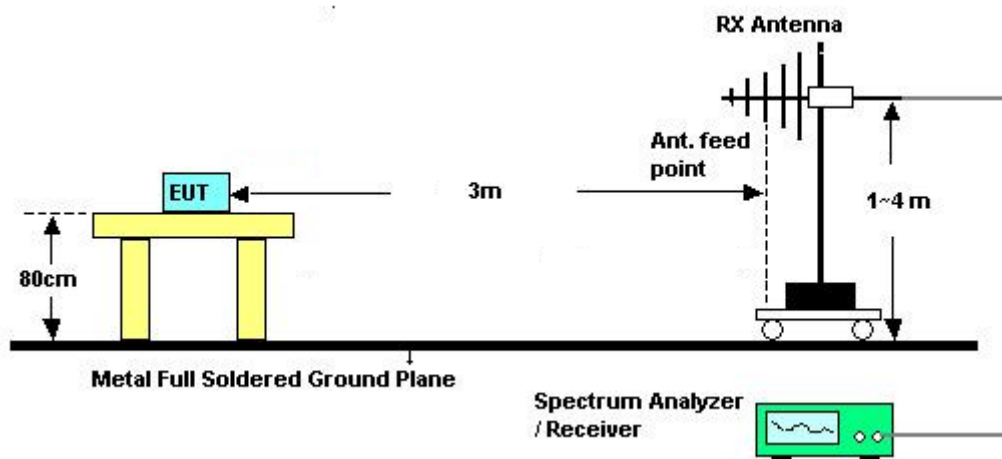 RX Antenna
Ant. feed
point
EUT
3m
1~4 m
80cm
Metal Full Soldered Ground Plane
Spectrum Analyzer
/ Receiver